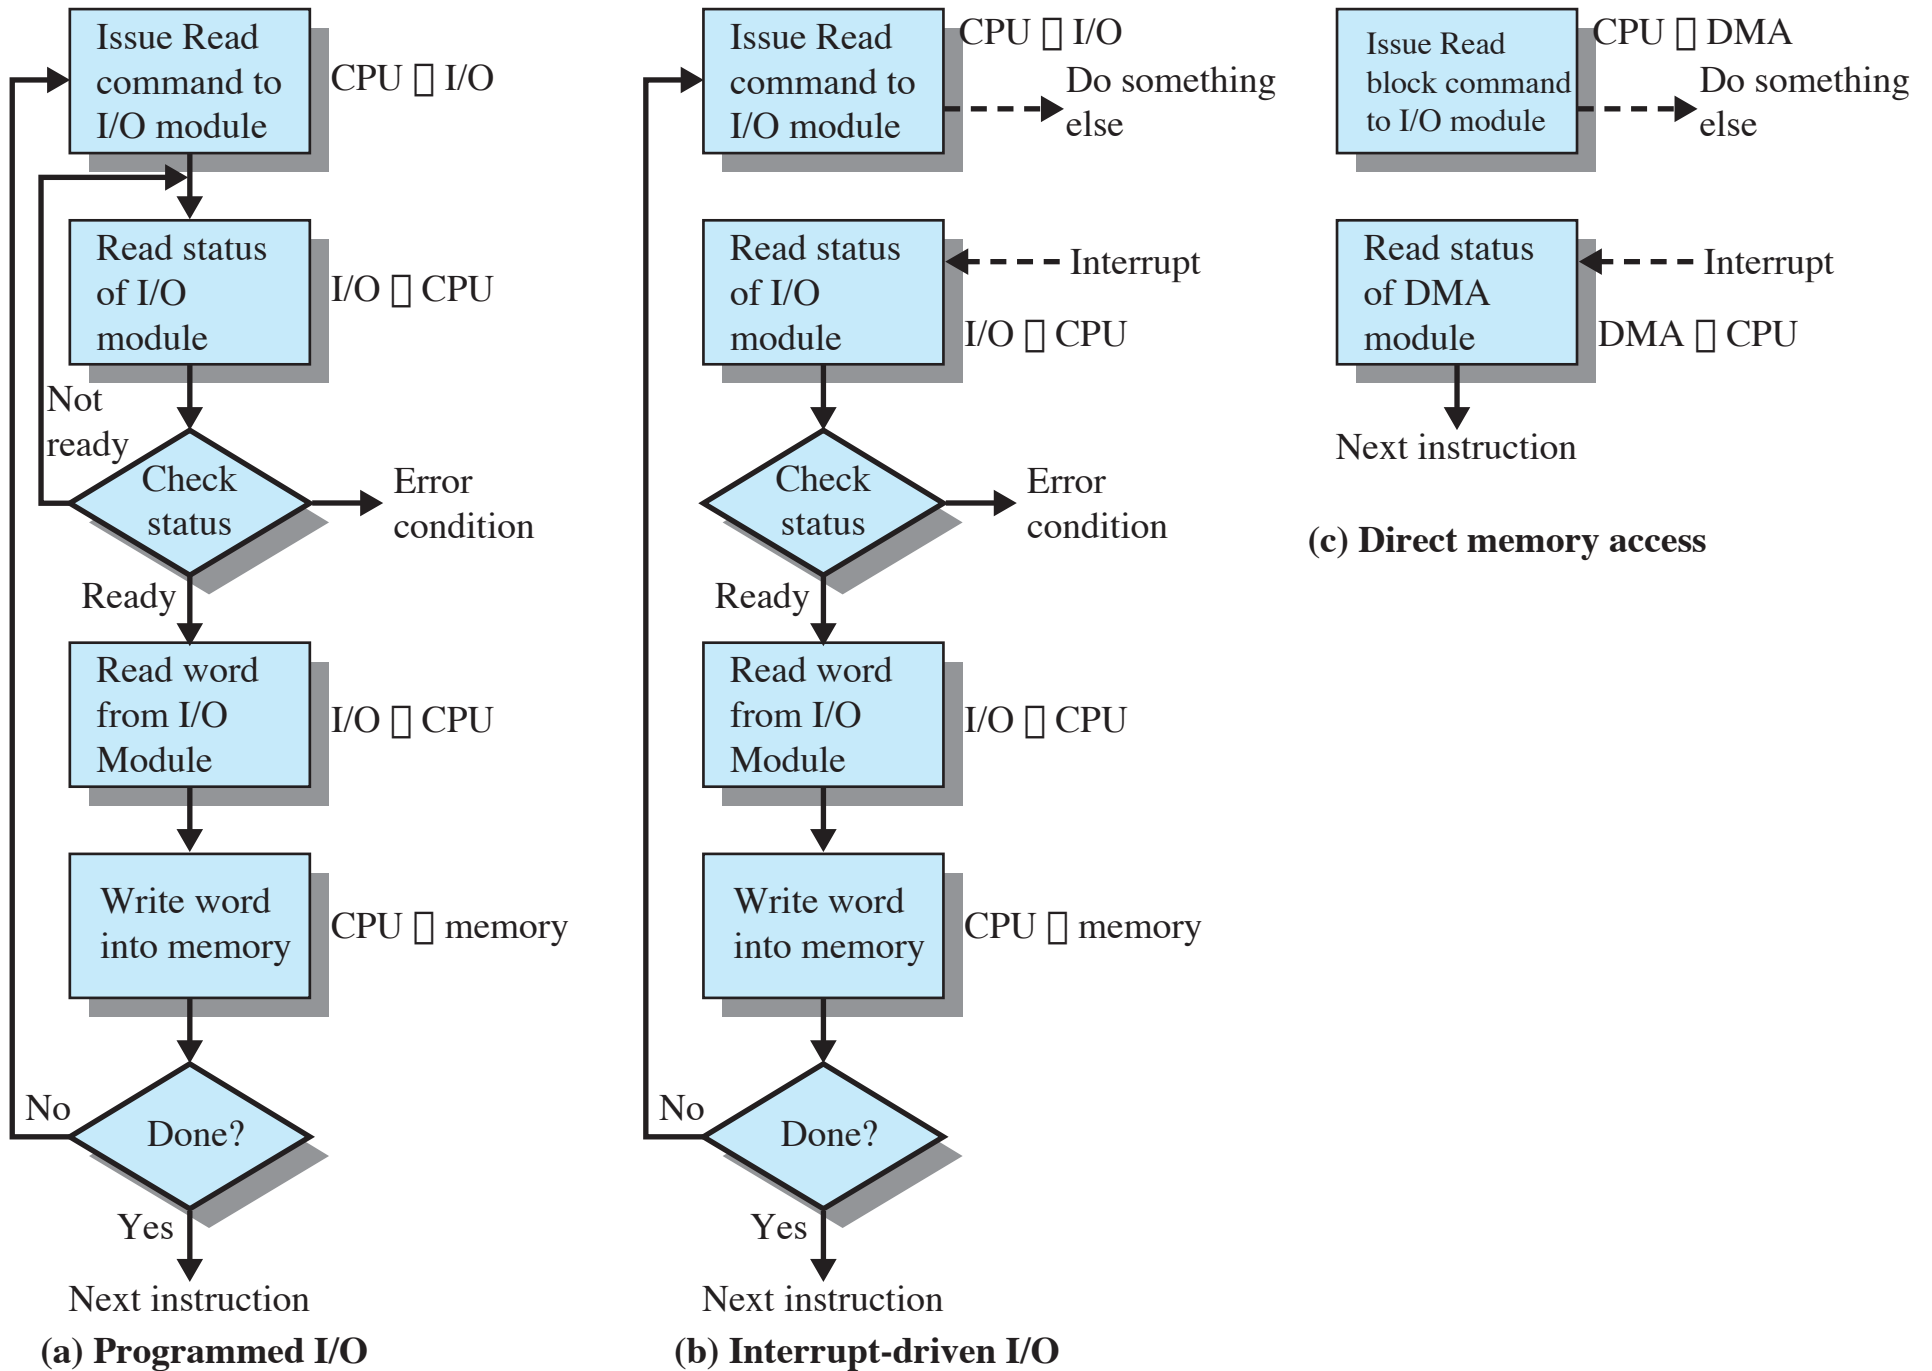 Issue Read
command to
I/O module
CPU ▯ I/O
Read status
of I/O
module
I/O ▯ CPU
Not
ready
Check
status
Error
condition
Ready
Read word
from I/O
Module
I/O ▯ CPU
Write word
into memory
CPU ▯ memory
No
Done?
Yes
Next instruction
(a) Programmed I/O
Issue Read
command to
I/O module
CPU ▯ I/O
Do something
else
Read status
of I/O
module
Interrupt
I/O ▯ CPU
Check
status
Error
condition
Ready
Read word
from I/O
Module
I/O ▯ CPU
Write word
into memory
CPU ▯ memory
No
Done?
Yes
Next instruction
(b) Interrupt-driven I/O
Issue Read
block command
to I/O module
CPU ▯ DMA
Do something
else
Read status
of DMA
module
Interrupt
DMA ▯ CPU
Next instruction
(c) Direct memory access